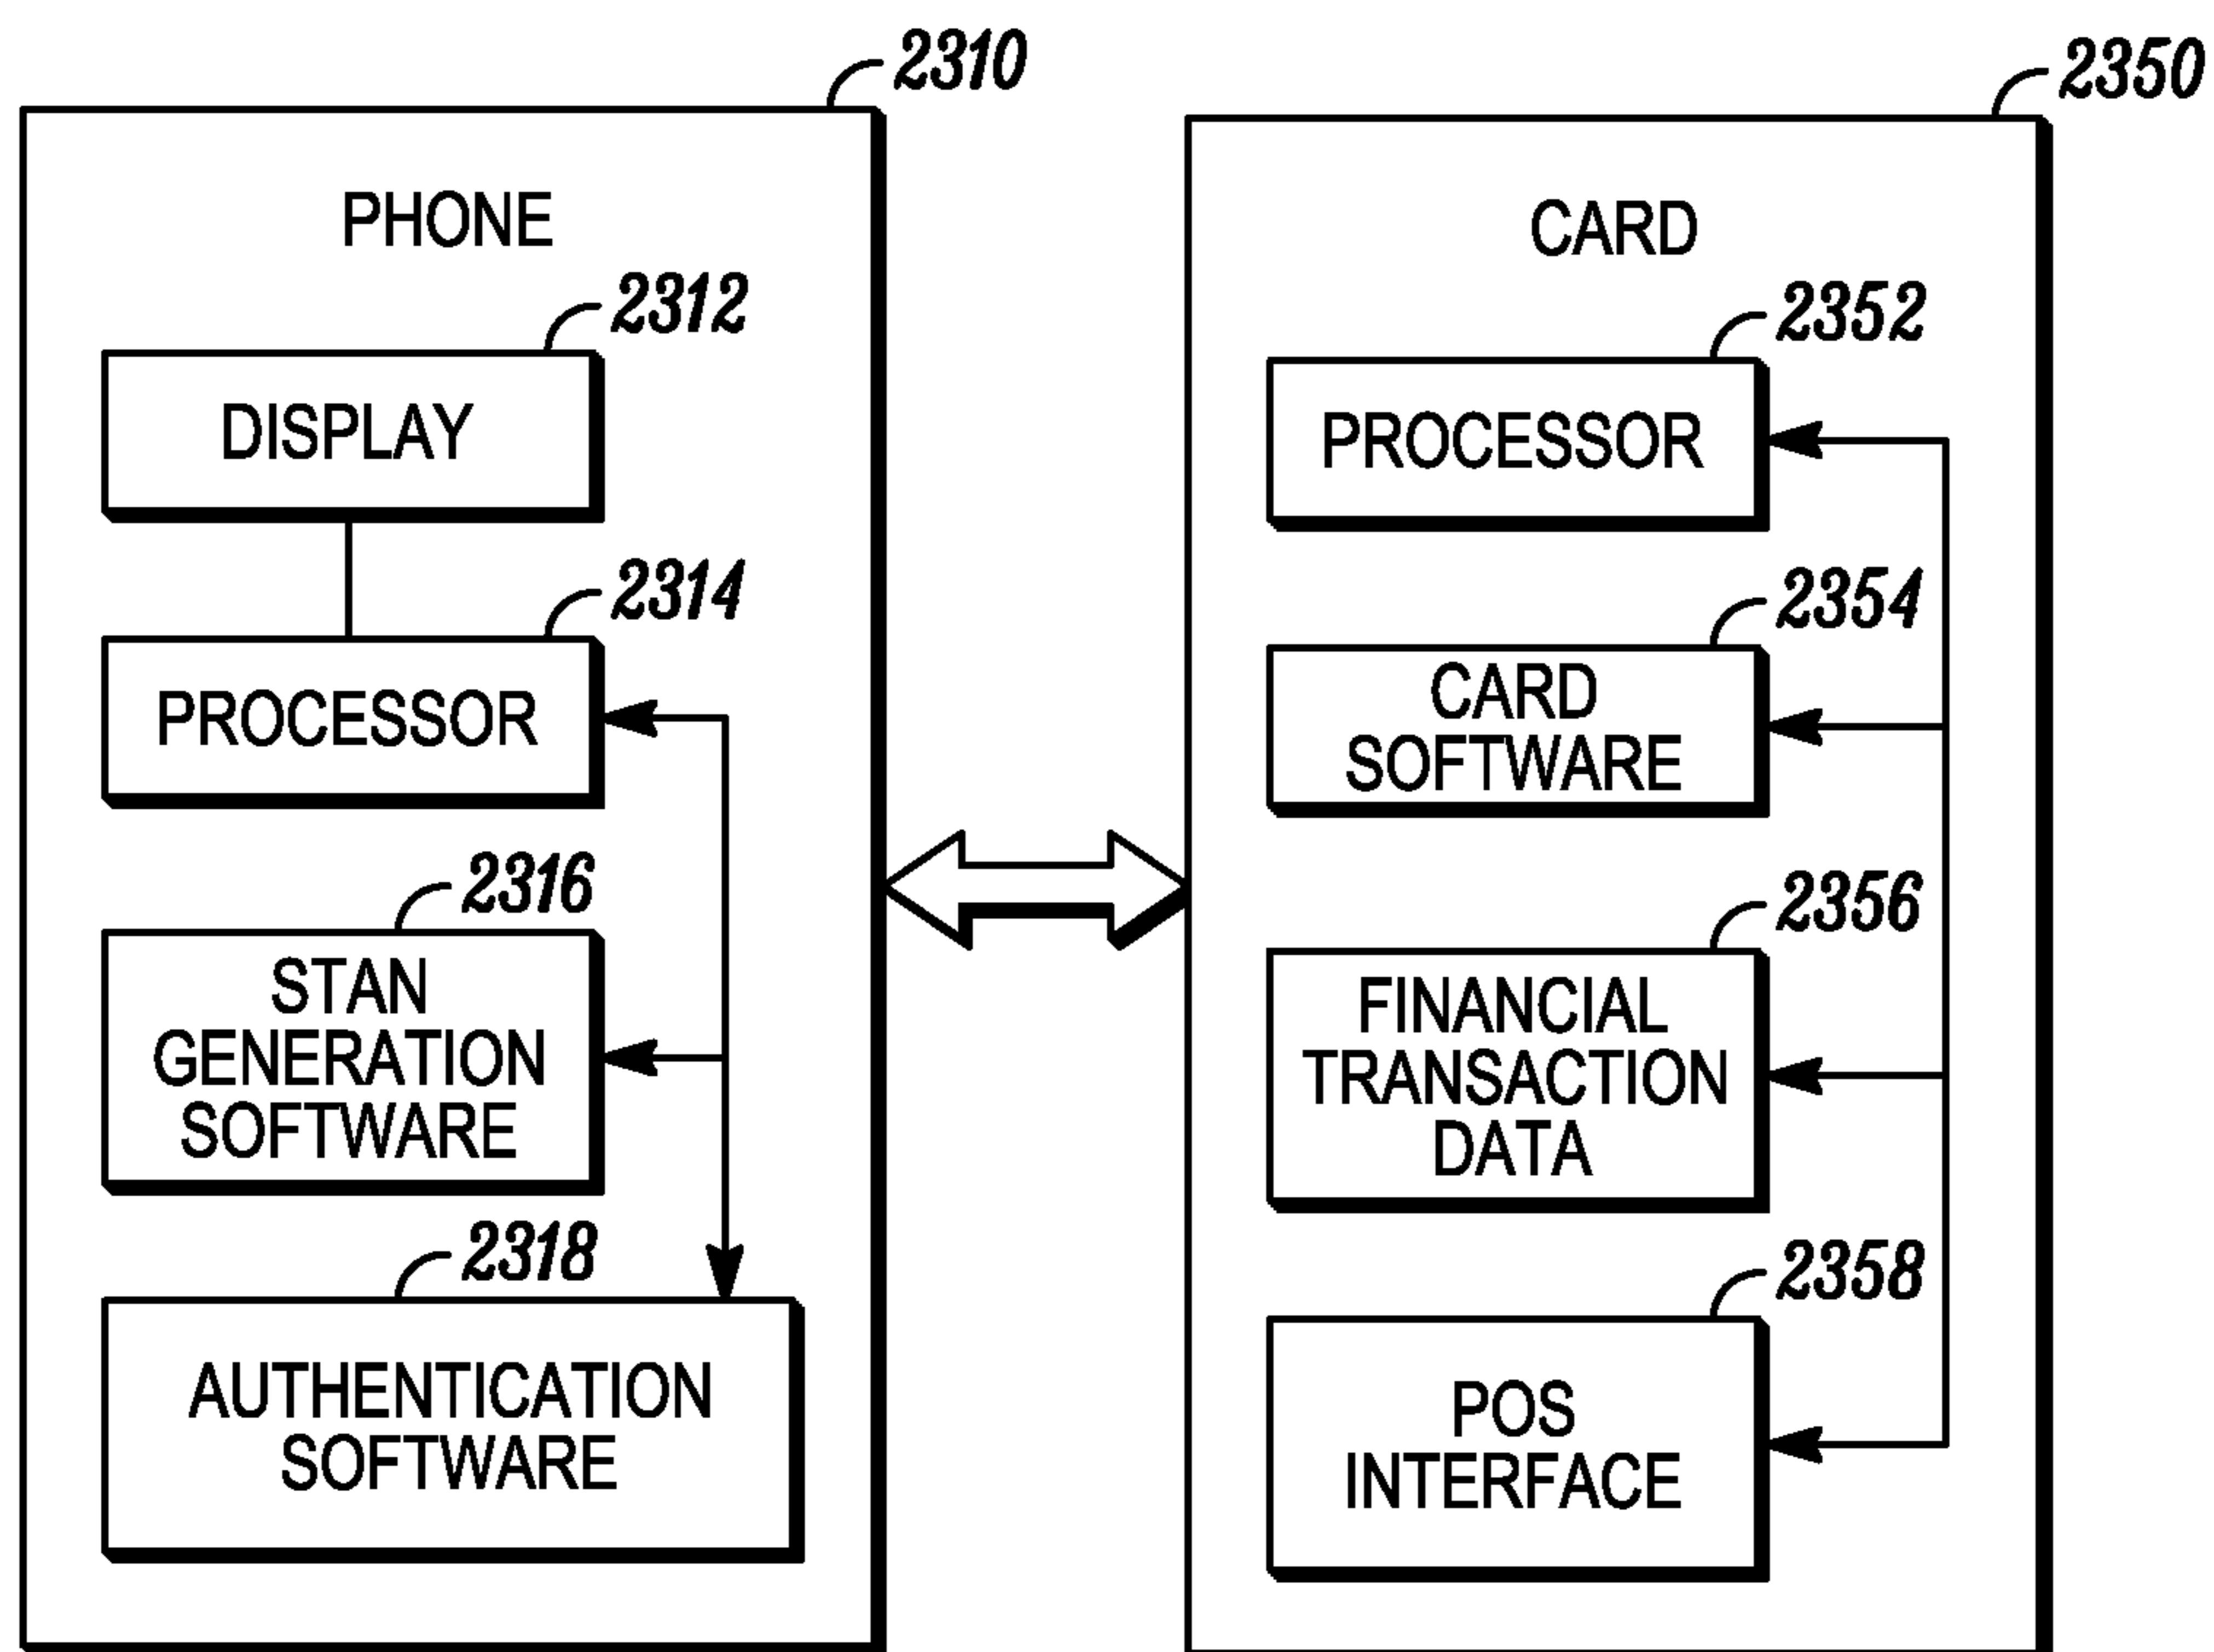 2310
PHONE
2312
DISPLAY
2314
PROCESSOR
2316
STAN
GENERATION
SOFTWARE
2318
AUTHENTICATION
SOFTWARE
2350
CARD
2352
PROCESSOR
2354
CARD
SOFTWARE
2356
FINANCIAL
TRANSACTION
DATA
2358
POS
INTERFACE